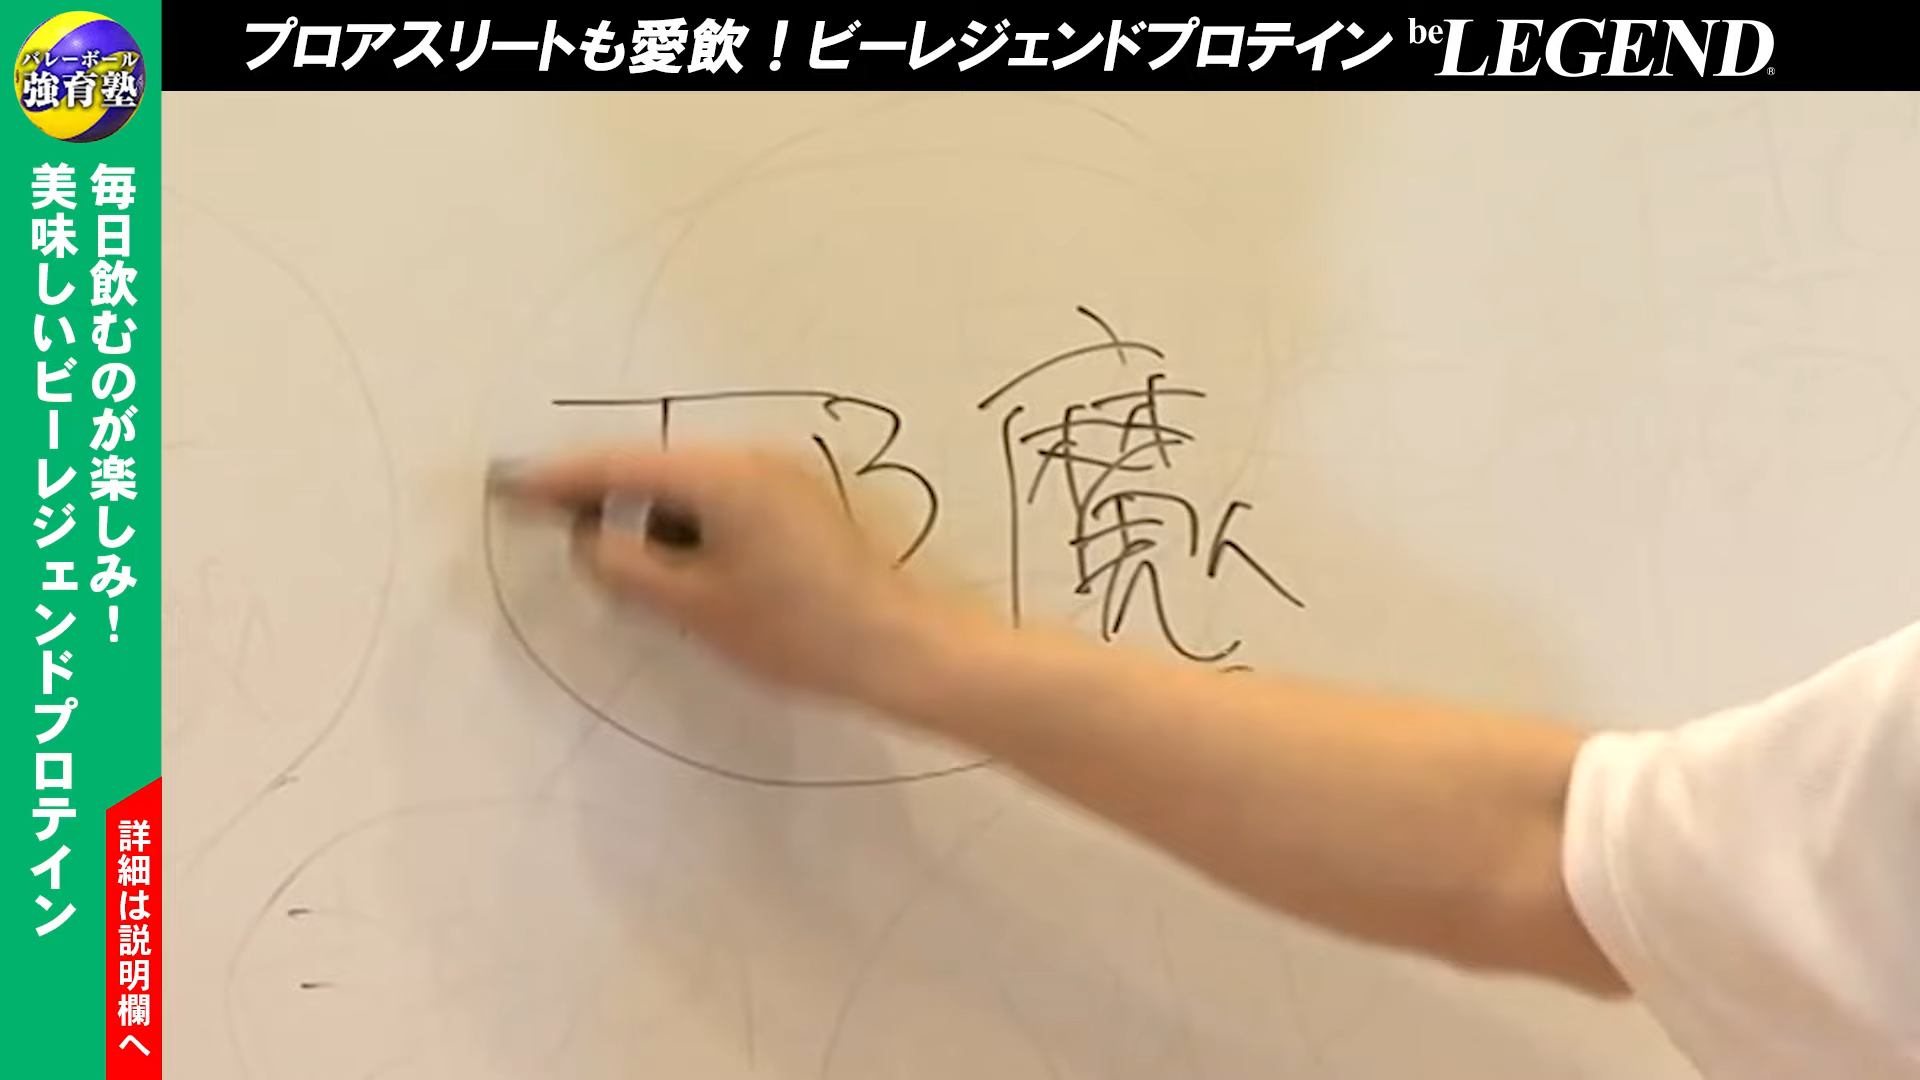 プロアスリートも愛飲！ビーレジェンドプロテイン be LEGEND®
バレーボール
強育塾
毎日飲むのが楽しみ！
美味しいビーレジェンドプロテイン
詳細は説明欄へ